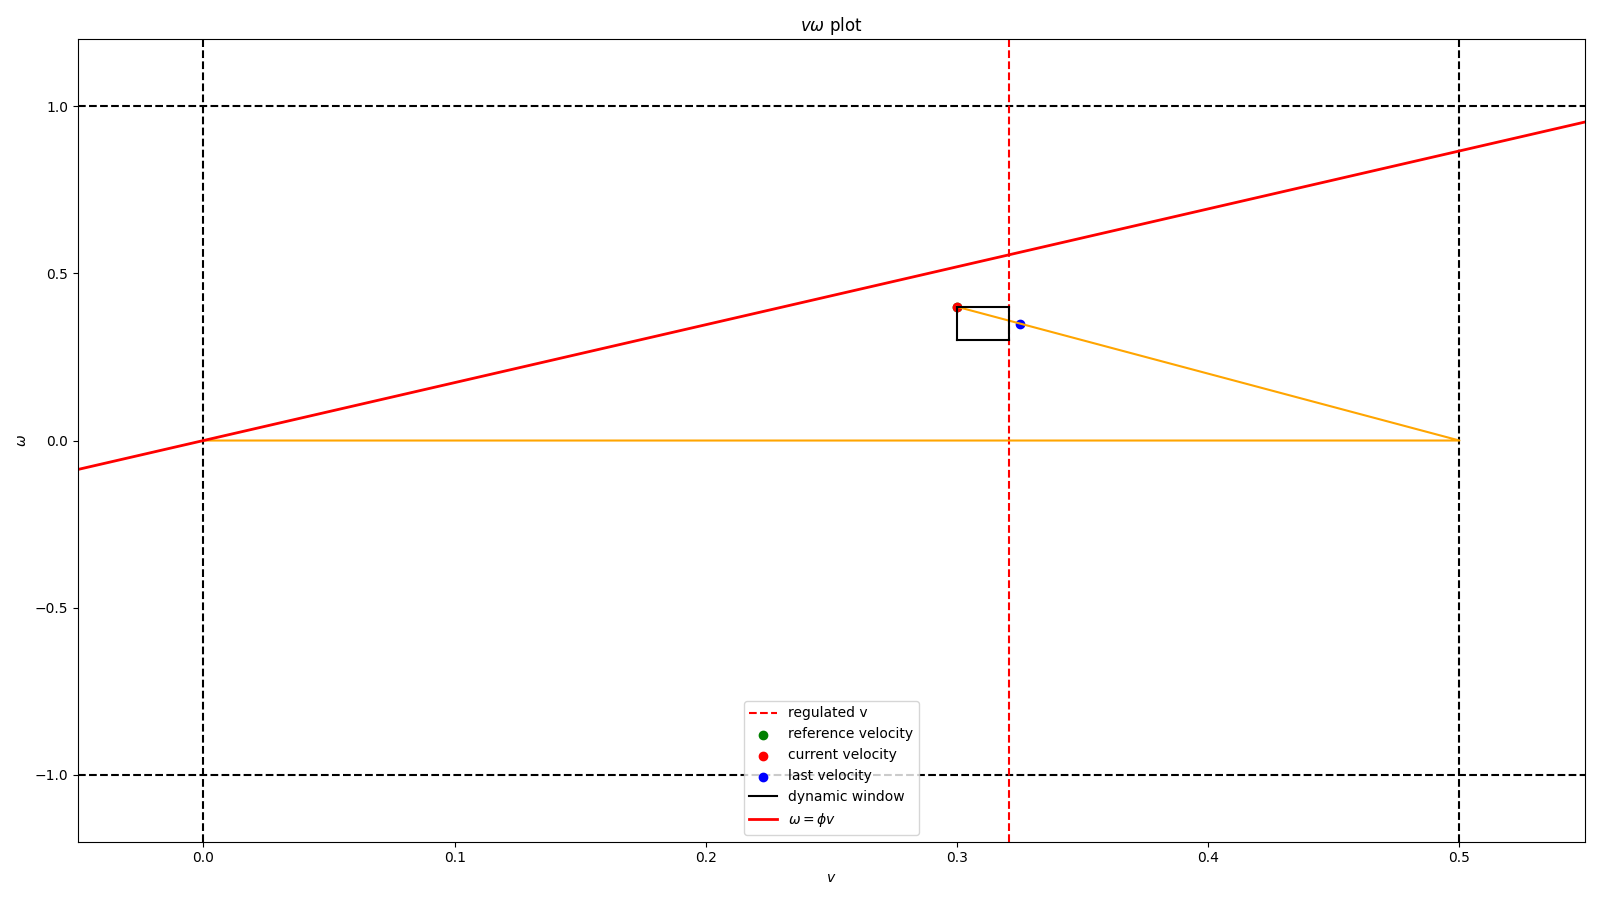 vω plot
1.0
0.5
0.0
−0.5
−1.0
ω
regulated v
reference velocity
current velocity
last velocity
dynamic window
ω = ϕv
0.0 0.1 0.2 0.3 0.4 0.5
v